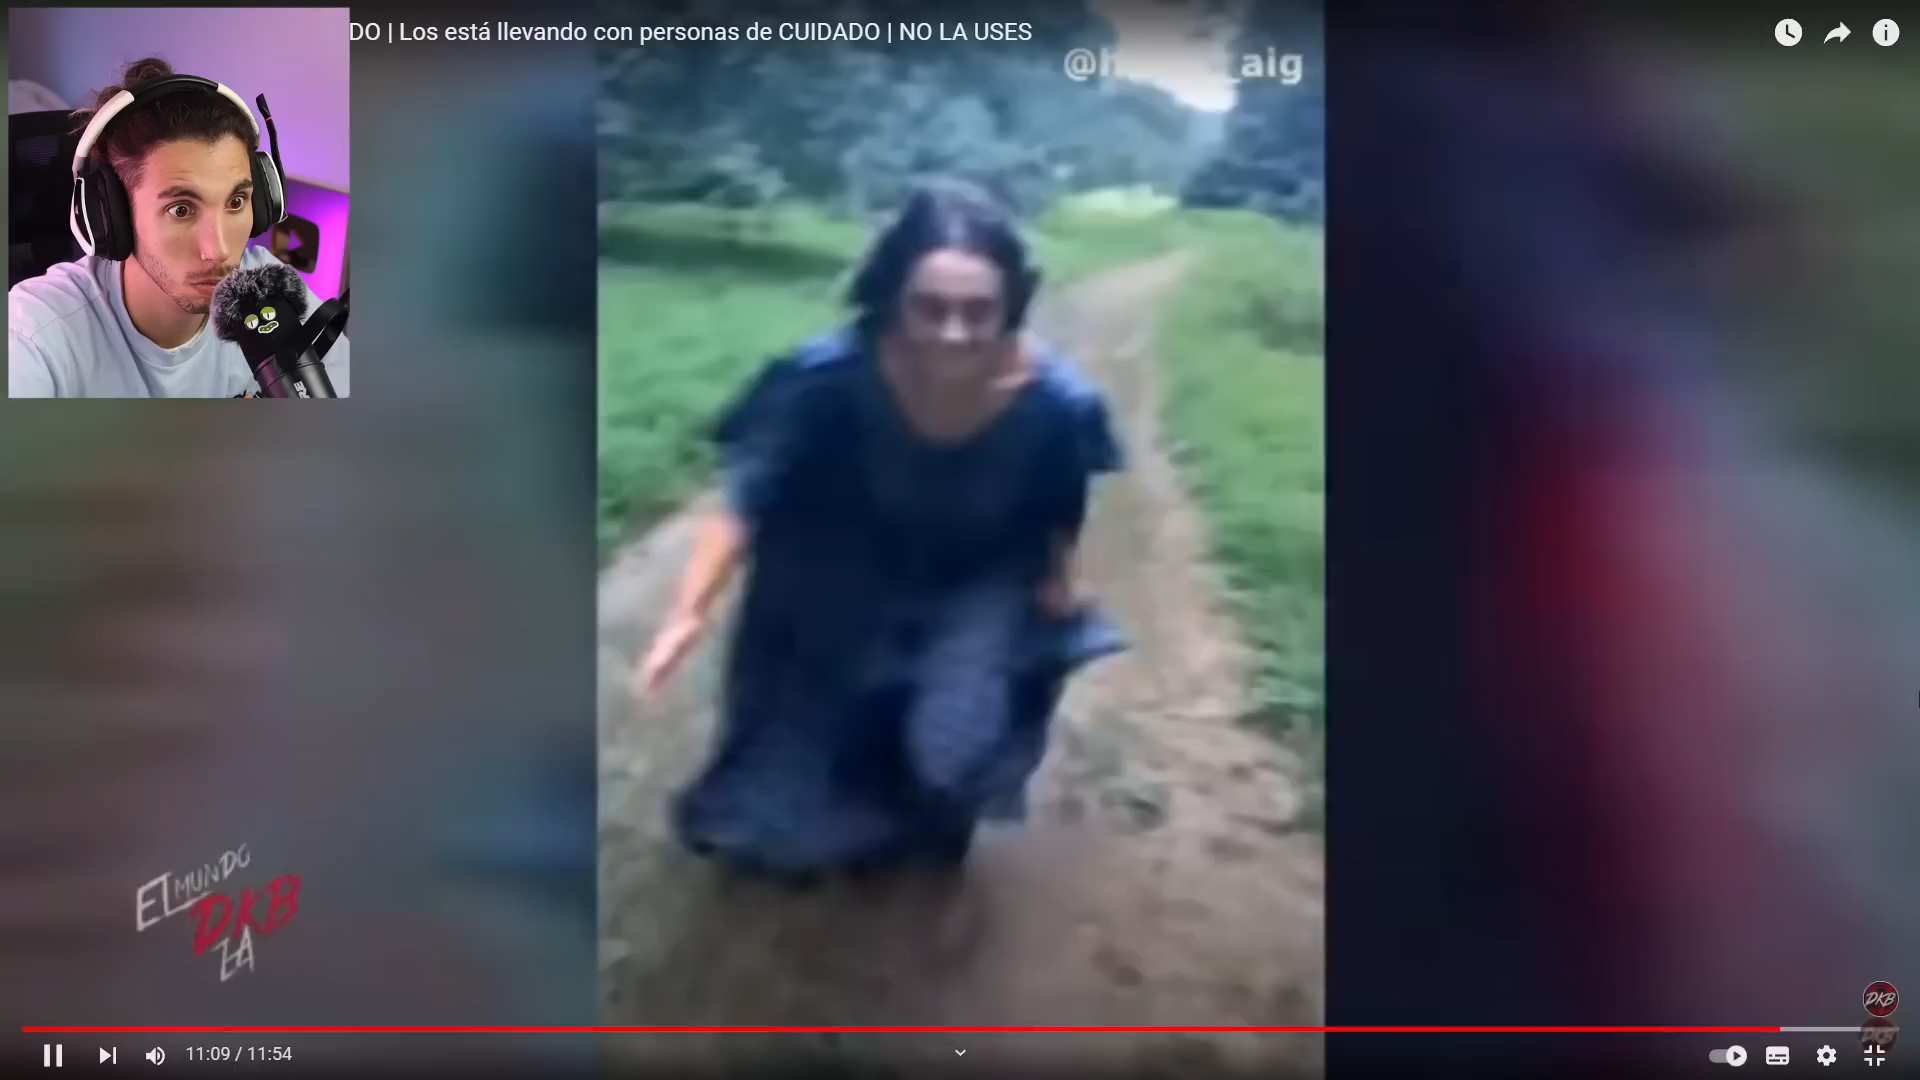 DO | Los está llevando con personas de CUIDADO | NO LA USES
aig
EL MUNDO
DKB
ZA
DKB
11:09 / 11:54